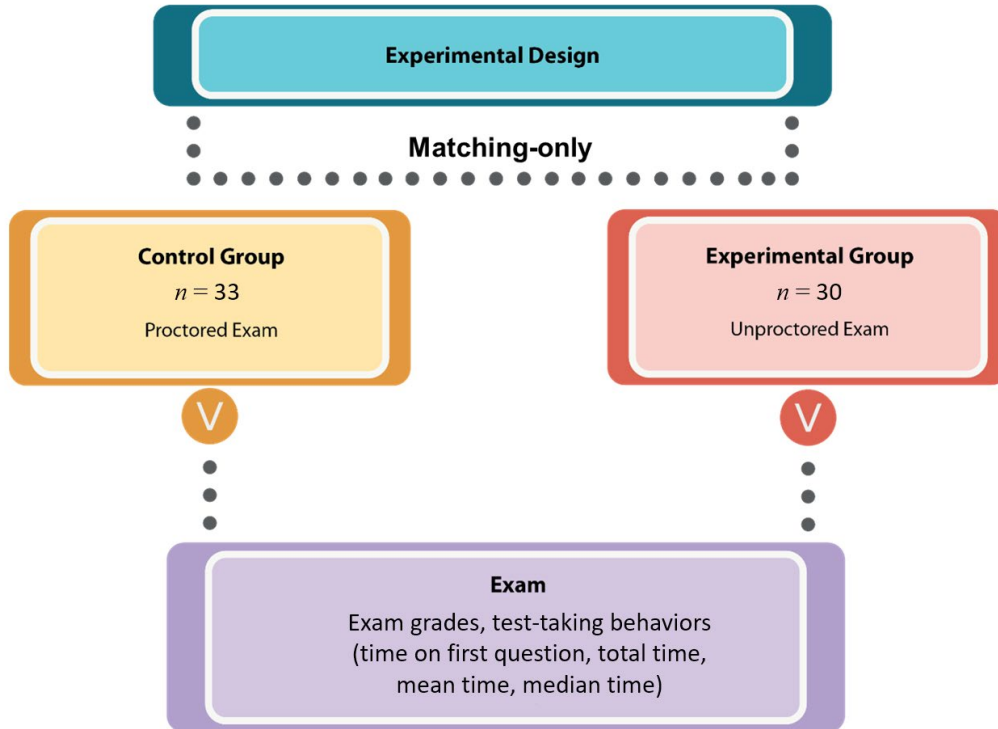 Experimental Design
Matching-only
Control Group
n = 33
Proctored Exam
Experimental Group
n = 30
Unproctored Exam
V
V
Exam
Exam grades, test-taking behaviors
(time on first question, total time,
mean time, median time)